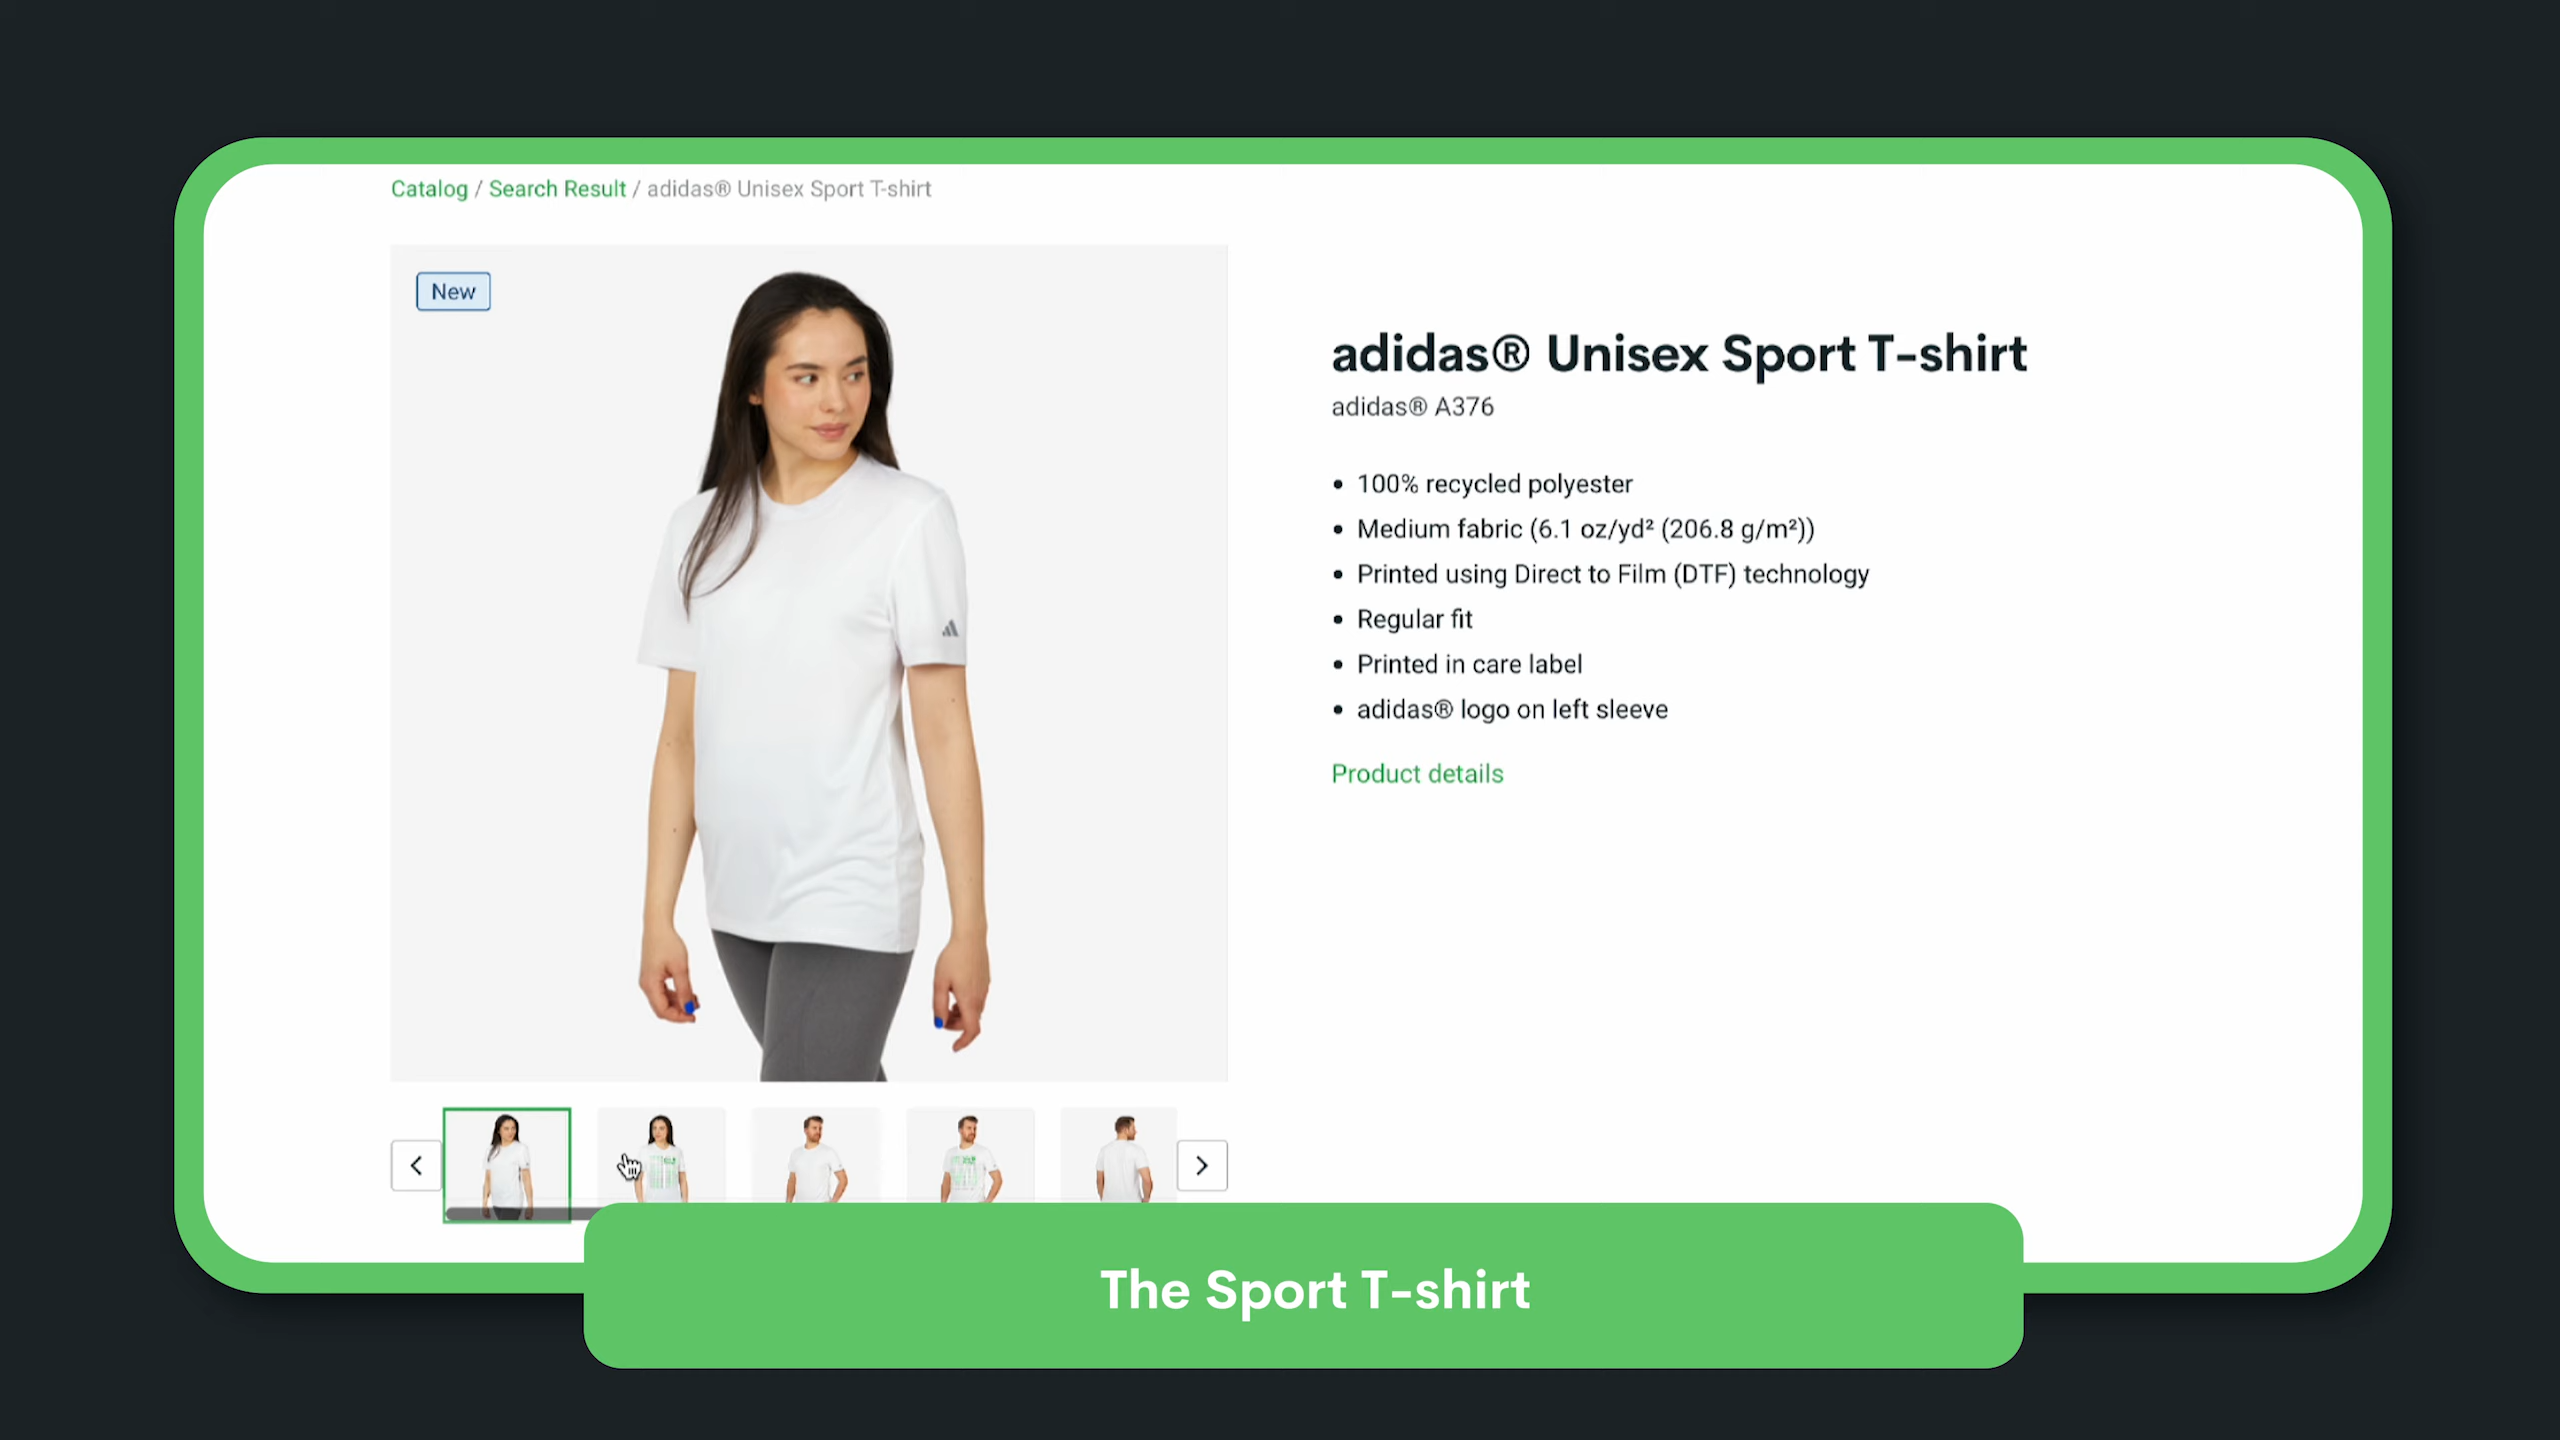 Catalog / Search Result / adidas® Unisex Sport T-shirt
New
adidas® Unisex Sport T-shirt
adidas® A376
• 100% recycled polyester
• Medium fabric (6.1 oz/yd² (206.8 g/m²))
• Printed using Direct to Film (DTF) technology
• Regular fit
• Printed in care label
• adidas® logo on left sleeve
Product details
The Sport T-shirt